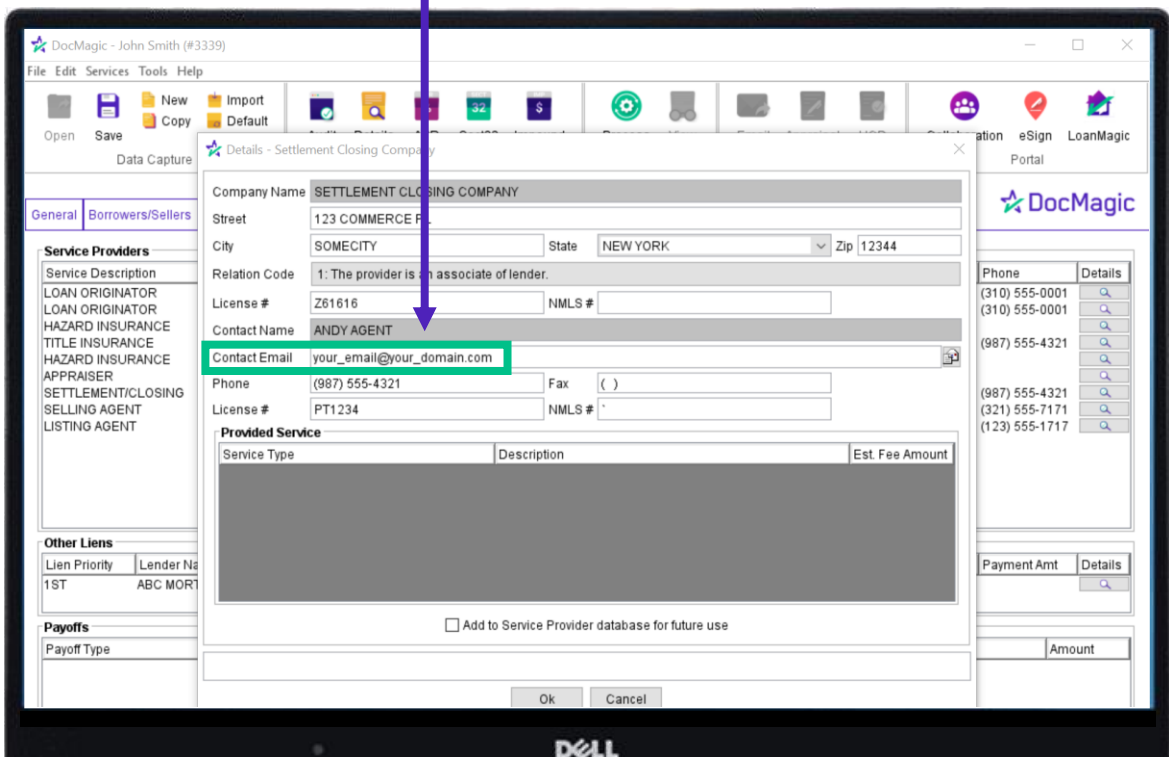 DocMagic - John Smith (#3339)
File Edit Services Tools Help
New Import 32 $
Copy Default
Open Save ation eSign LoanMagic
Data Capture Portal
Details - Settlement Closing Company
Company Name SETTLEMENT CLOSING COMPANY
DocMagic
General Borrowers/Sellers Street 123 COMMERCE
City SOMECITY State NEW YORK Zip 12344
Service Providers
Service Description Relation Code 1: The provider is an associate of lender. Phone Details
LOAN ORIGINATOR (310) 555-0001
License # Z61616 NMLS #
LOAN ORIGINATOR (310) 555-0001
HAZARD INSURANCE Contact Name ANDY AGENT
TITLE INSURANCE (987) 555-4321
HAZARD INSURANCE Contact Email your_email@your_domain.com
APPRAISER
Phone (987) 555-4321 Fax ( )
SETTLEMENT/CLOSING (987) 555-4321
SELLING AGENT License # PT1234 NMLS # (321) 555-7171
LISTING AGENT (123) 555-1717
Provided Service
Service Type Description Est. Fee Amount
Other Liens
Lien Priority Lender Na Payment Amt Details
1ST ABC MORT
Payoffs Add to Service Provider database for future use
Payoff Type Amount
Ok Cancel
DELL